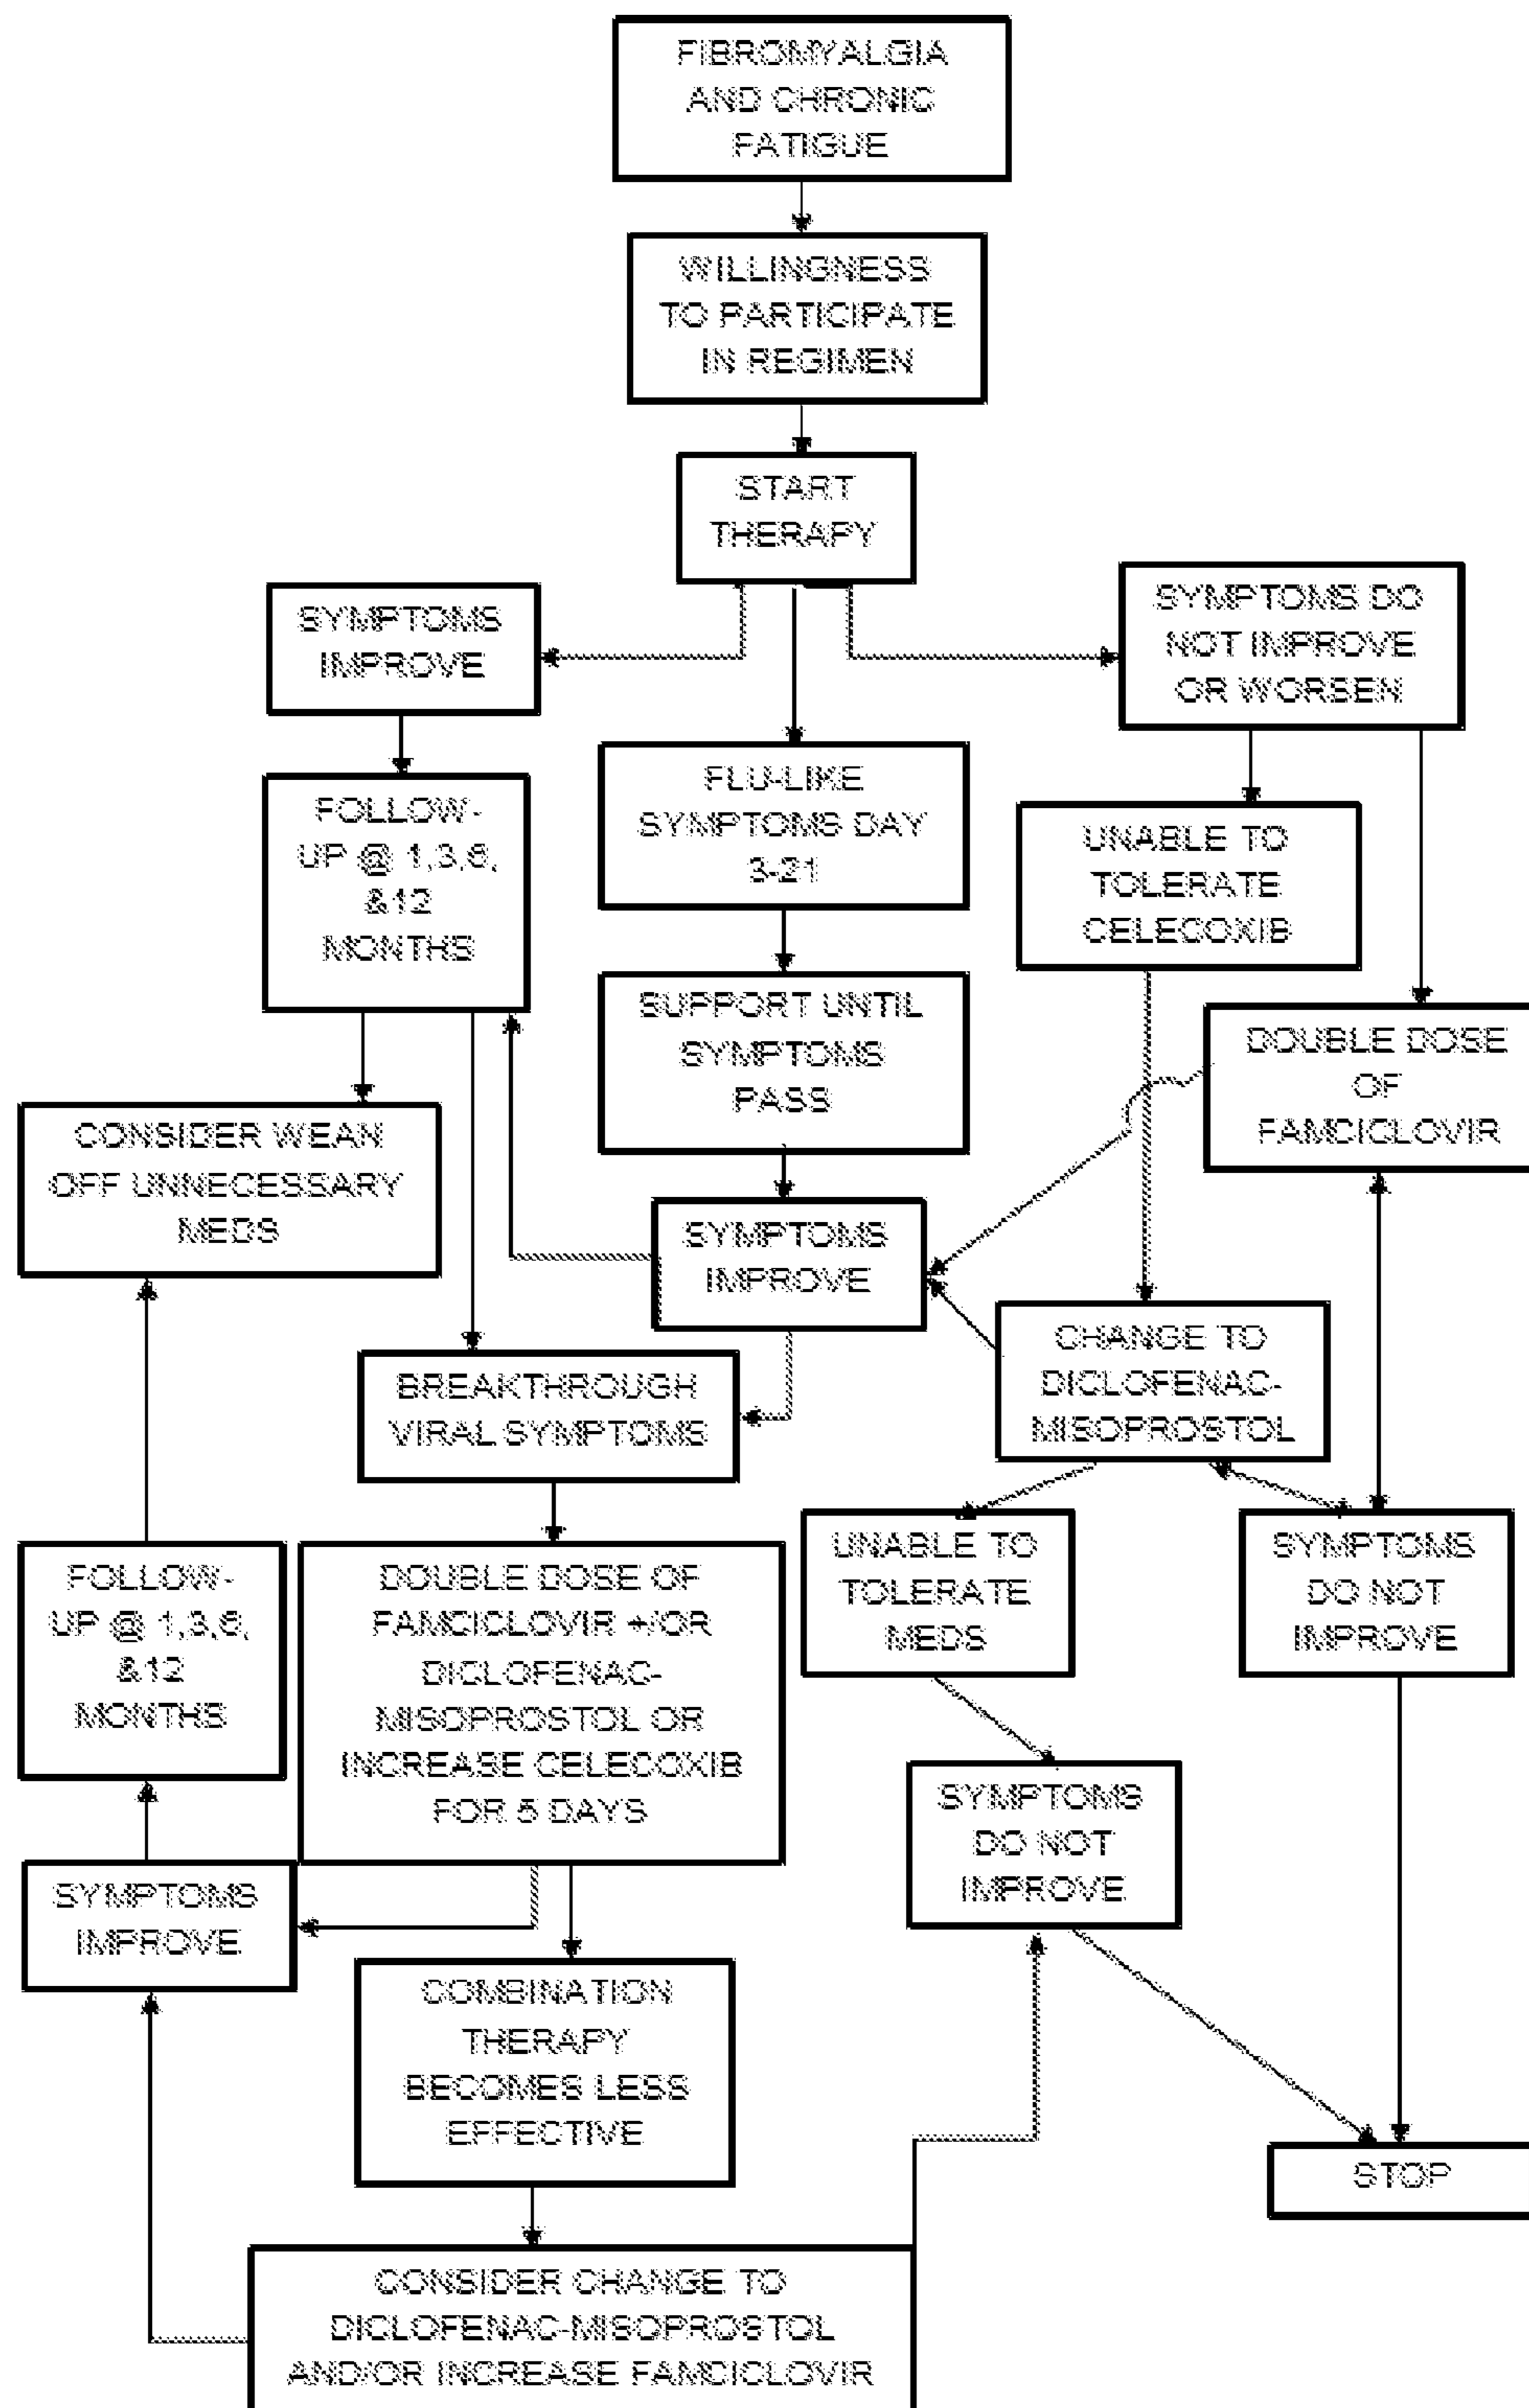 FIBROMYALGIA
AND CHRONIC
FATIGUE
WILLINGNESS
TO PARTICIPATE
IN REGIMEN
START
THERAPY
SYMPTOMS
IMPROVE
SYMPTOMS DO
NOT IMPROVE
OR WORSEN
FOLLOW-
UP @ 1,3,6,
&12
MONTHS
FLU-LIKE
SYMPTOMS DAY
3-21
UNABLE TO
TOLERATE
CELECOXIB
SUPPORT UNTIL
SYMPTOMS
PASS
DOUBLE DOSE
OF
FAMCICLOVIR
CONSIDER WEAN
OFF UNNECESSARY
MEDS
SYMPTOMS
IMPROVE
CHANGE TO
DICLOFENAC-
MISOPROSTOL
BREAKTHROUGH
VIRAL SYMPTOMS
UNABLE TO
TOLERATE
MEDS
SYMPTOMS
DO NOT
IMPROVE
FOLLOW-
UP @ 1,3,6,
&12
MONTHS
DOUBLE DOSE OF
FAMCICLOVIR +/OR
DICLOFENAC-
MISOPROSTOL OR
INCREASE CELECOXIB
FOR 5 DAYS
SYMPTOMS
DO NOT
IMPROVE
SYMPTOMS
IMPROVE
COMBINATION
THERAPY
BECOMES LESS
EFFECTIVE
STOP
CONSIDER CHANGE TO
DICLOFENAC-MISOPROSTOL
AND/OR INCREASE FAMCICLOVIR